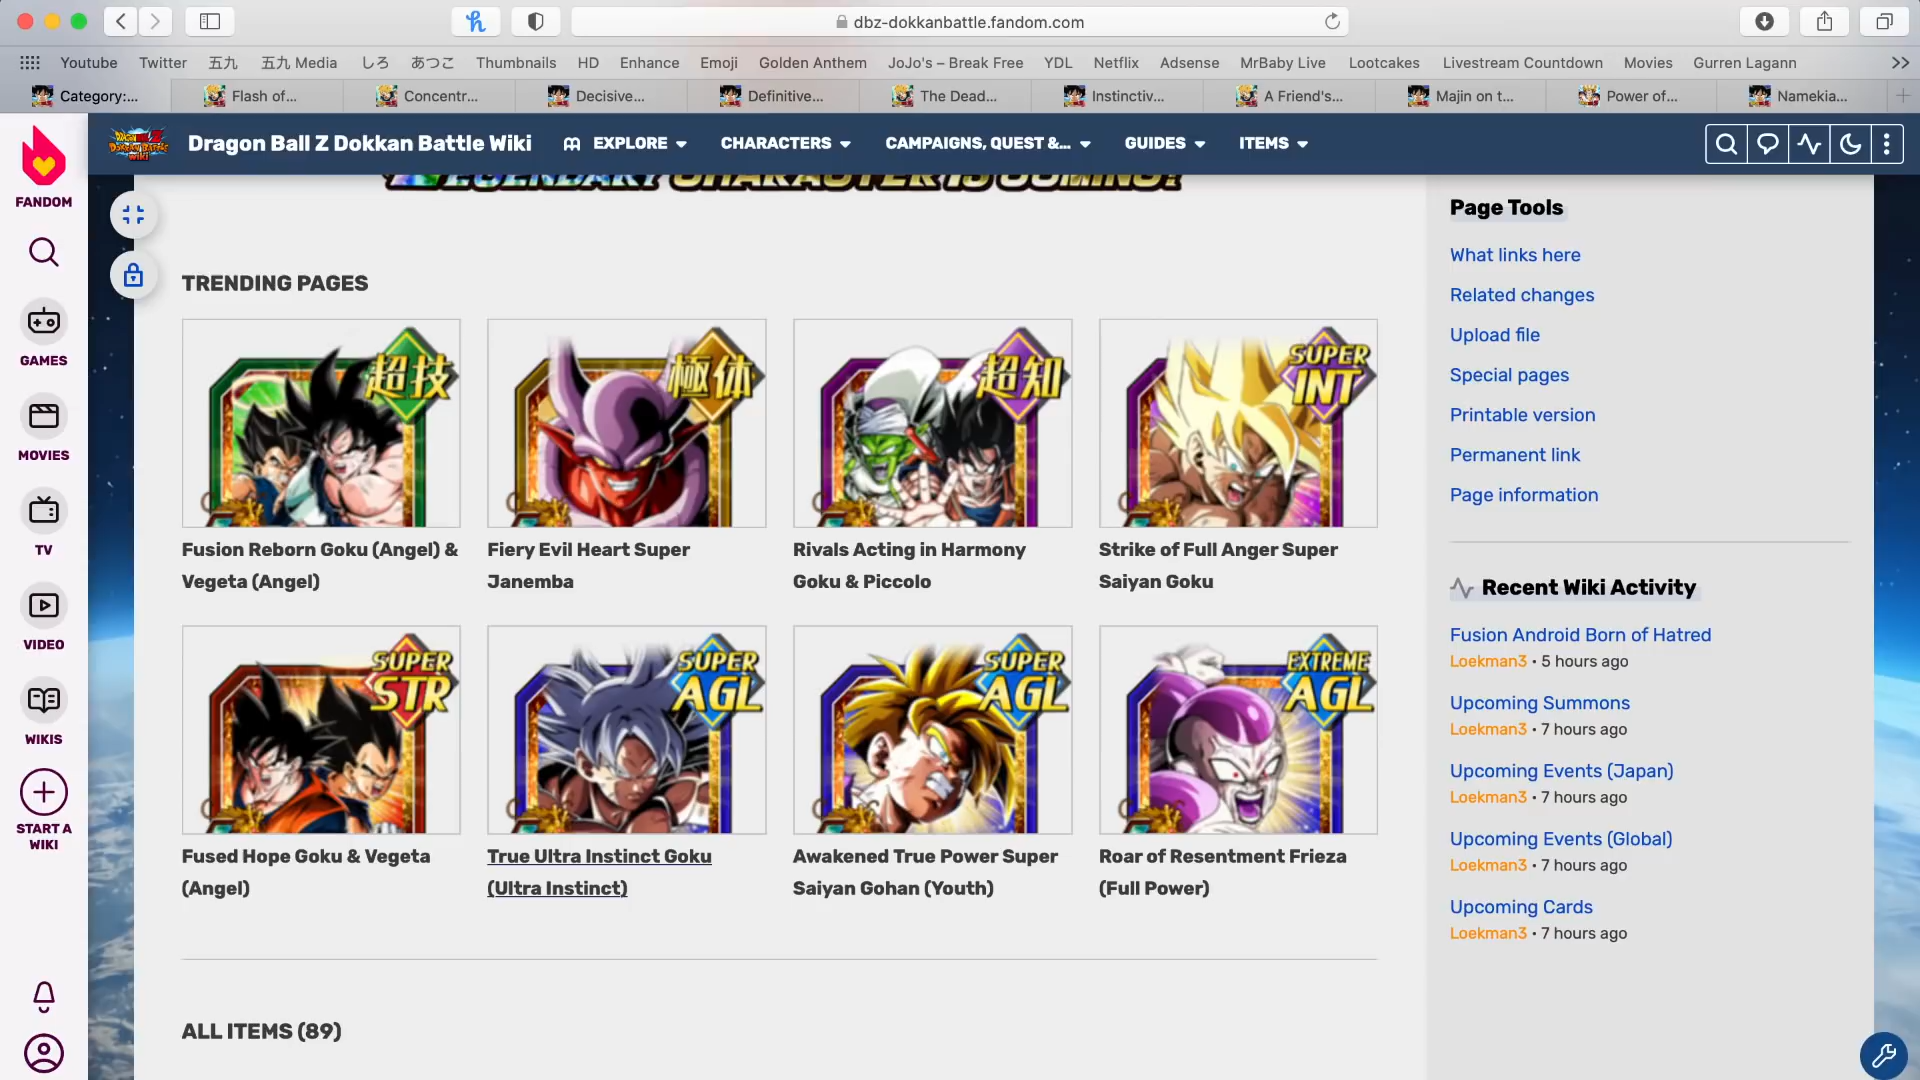 dbz-dokkanbattle.fandom.com
Youtube Twitter 五九 五九 Media しろ あつこ Thumbnails HD Enhance Emoji Golden Anthem JoJo's – Break Free YDL Netflix Adsense MrBaby Live Lootcakes Livestream Countdown Movies Gurren Lagann
Category:... Flash of... Concentr... Decisive... Definitive... The Dead... Instinctiv... A Friend's... Majin on t... Power of... Namekia...
Dragon Ball Z Dokkan Battle Wiki EXPLORE CHARACTERS CAMPAIGNS, QUEST &... GUIDES ITEMS
LEGENDARY CHARACTER IS COMING!
FANDOM
GAMES
MOVIES
TV
VIDEO
WIKIS
START A
WIKI
TRENDING PAGES
超技
極体
超知
SUPER
INT
Fusion Reborn Goku (Angel) &
Vegeta (Angel)
Fiery Evil Heart Super
Janemba
Rivals Acting in Harmony
Goku & Piccolo
Strike of Full Anger Super
Saiyan Goku
SUPER
STR
SUPER
AGL
SUPER
AGL
EXTREME
AGL
Fused Hope Goku & Vegeta
(Angel)
True Ultra Instinct Goku
(Ultra Instinct)
Awakened True Power Super
Saiyan Gohan (Youth)
Roar of Resentment Frieza
(Full Power)
ALL ITEMS (89)
Page Tools
What links here
Related changes
Upload file
Special pages
Printable version
Permanent link
Page information
Recent Wiki Activity
Fusion Android Born of Hatred
Loekman3 • 5 hours ago
Upcoming Summons
Loekman3 • 7 hours ago
Upcoming Events (Japan)
Loekman3 • 7 hours ago
Upcoming Events (Global)
Loekman3 • 7 hours ago
Upcoming Cards
Loekman3 • 7 hours ago